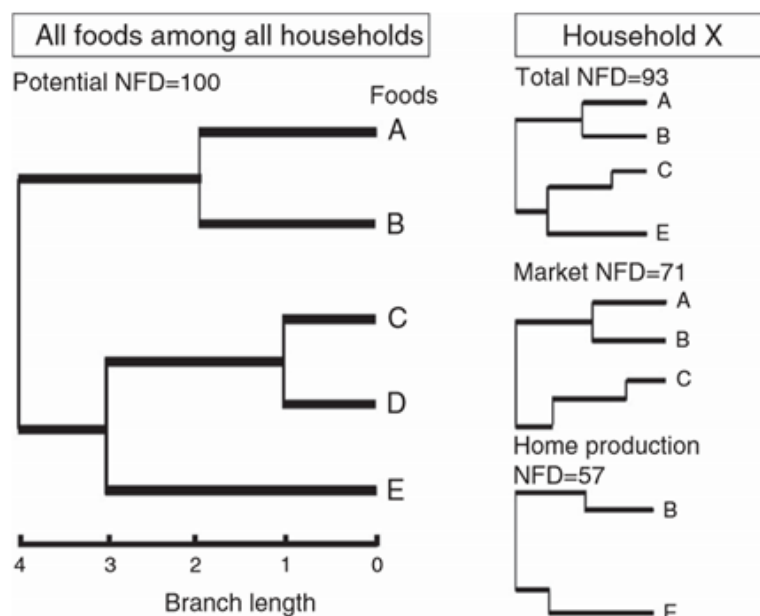 All foods among all households
Potential NFD=100
Foods
A
B
C
D
E
4 3 2 1 0
Branch length
Household X
Total NFD=93
A
B
C
E
Market NFD=71
A
B
C
Home production
NFD=57
B
E